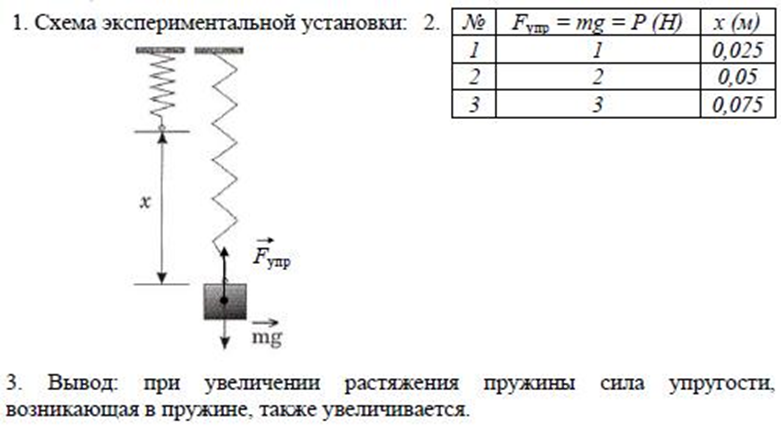 1. Схема экспериментальной установки: 2.
№ Fупр = mg = P (Н) x (м)
1 1 0,025
2 2 0,05
3 3 0,075
x
Fупр
mg
3. Вывод: при увеличении растяжения пружины сила упругости,
возникающая в пружине, также увеличивается.